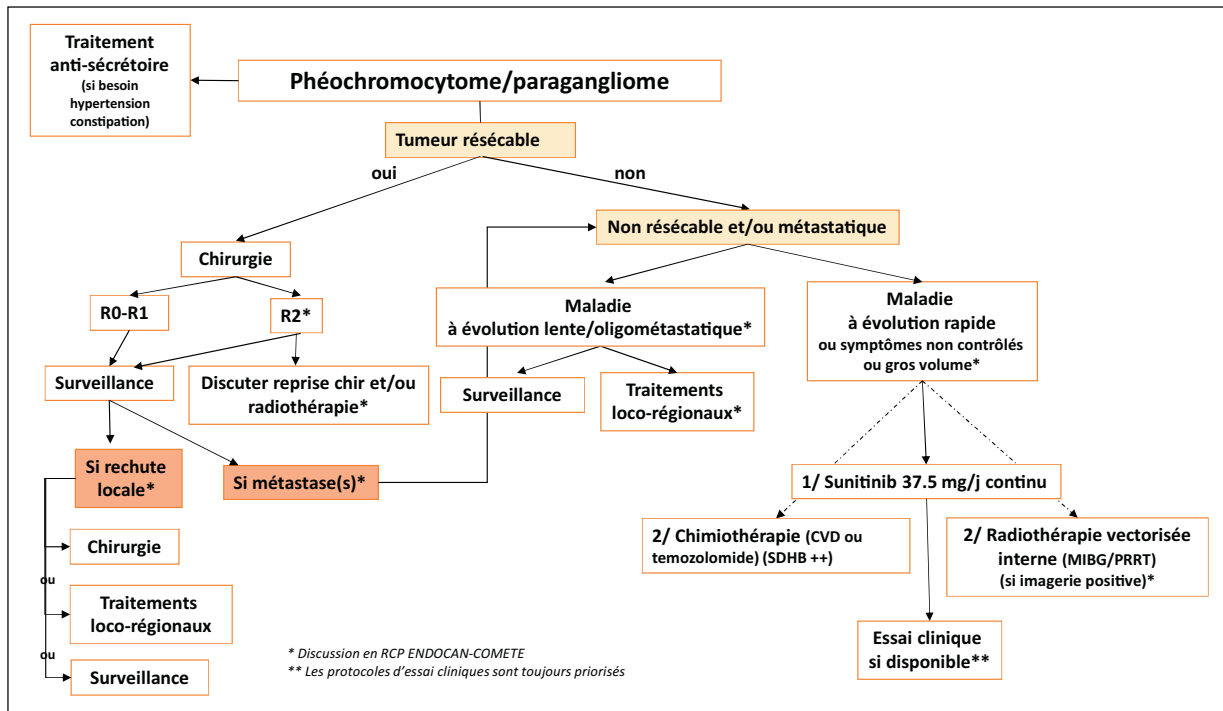 Traitement
anti-sécrétoire
(si besoin
hypertension
constipation)
Phéochromocytome/paragangliome
Tumeur résécable
oui
non
Non résécable et/ou métastatique
Chirurgie
R0-R1
R2*
Surveillance
Discuter reprise chir et/ou
radiothérapie*
Si rechute
locale*
Si métastase(s)*
Chirurgie
ou
Traitements
loco-régionaux
ou
Surveillance
Maladie
à évolution lente/oligométastatique*
Surveillance
Traitements
loco-régionaux*
Maladie
à évolution rapide
ou symptômes non contrôlés
ou gros volume*
1/ Sunitinib 37.5 mg/j continu
2/ Chimiothérapie (CVD ou
temozolomide) (SDHB ++)
2/ Radiothérapie vectorisée
interne (MIBG/PRRT)
(si imagerie positive)*
Essai clinique
si disponible**
* Discussion en RCP ENDOCAN-COMETE
** Les protocoles d'essai cliniques sont toujours priorisés